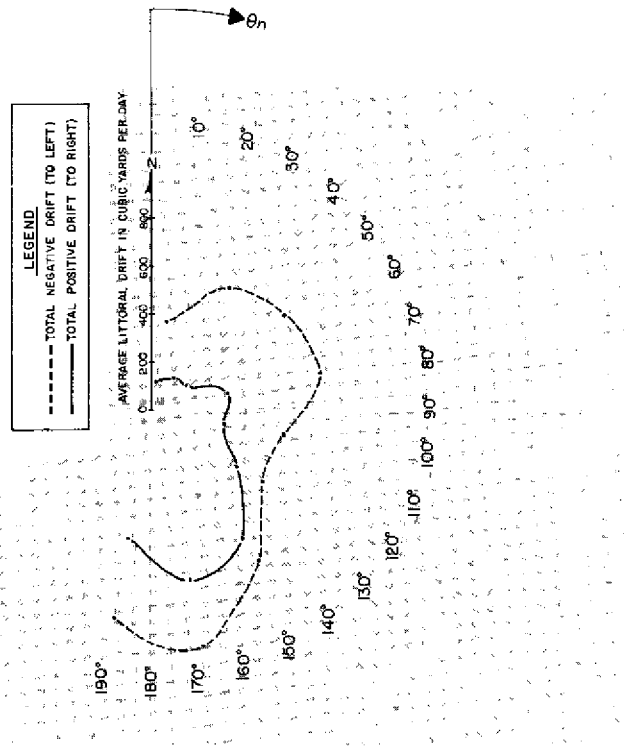 θn
LEGEND
TOTAL NEGATIVE DRIFT (TO LEFT)
TOTAL POSITIVE DRIFT (TO RIGHT)
AVERAGE LITTORAL DRIFT IN CUBIC YARDS PER DAY
N
0 200 400 600 800
10°
20°
30°
40°
50°
60°
70°
80°
90°
100°
110°
120°
130°
140°
150°
160°
170°
180°
190°